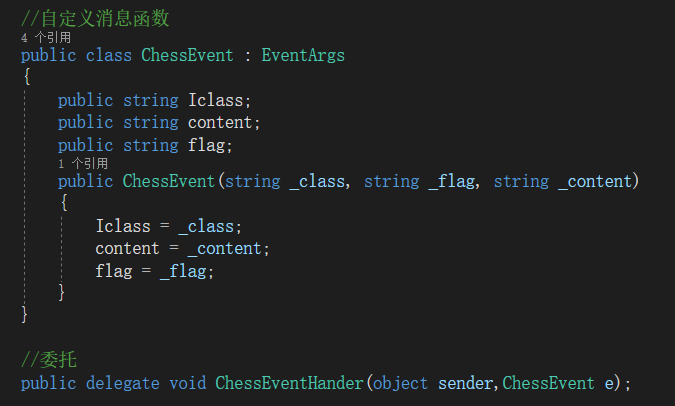 //自定义消息函数
4 个引用
public class ChessEvent : EventArgs
{
public string Iclass;
public string content;
public string flag;
1 个引用
public ChessEvent(string _class, string _flag, string _content)
{
Iclass = _class;
content = _content;
flag = _flag;
}
}
//委托
public delegate void ChessEventHander(object sender,ChessEvent e);